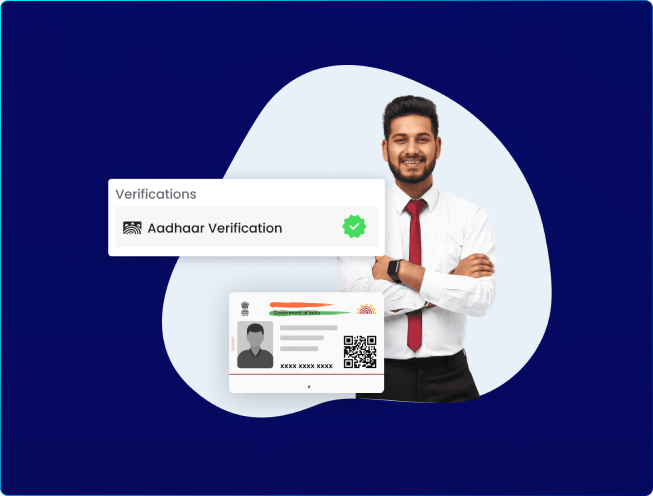 Verifications
Aadhaar Verification
Government of India
XXXX XXXX XXXX